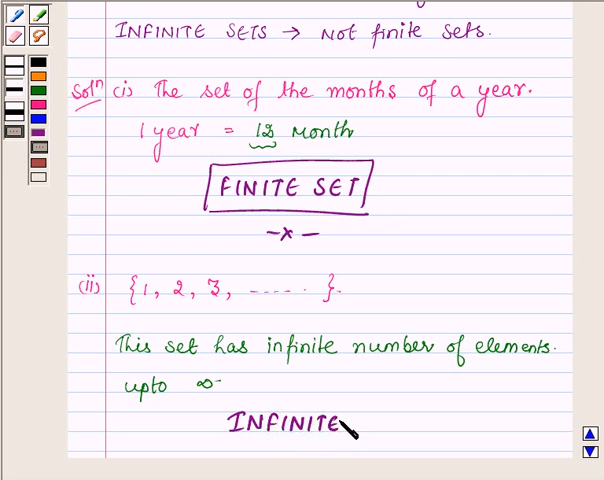 INFINITE SETS → Not finite sets.
Solⁿ (i) The set of the months of a year.
1 year = 12 Month
FINITE SET
-x-
(ii) {1, 2, 3, ...... }.
This set has infinite number of elements.
upto ∞
INFINITE